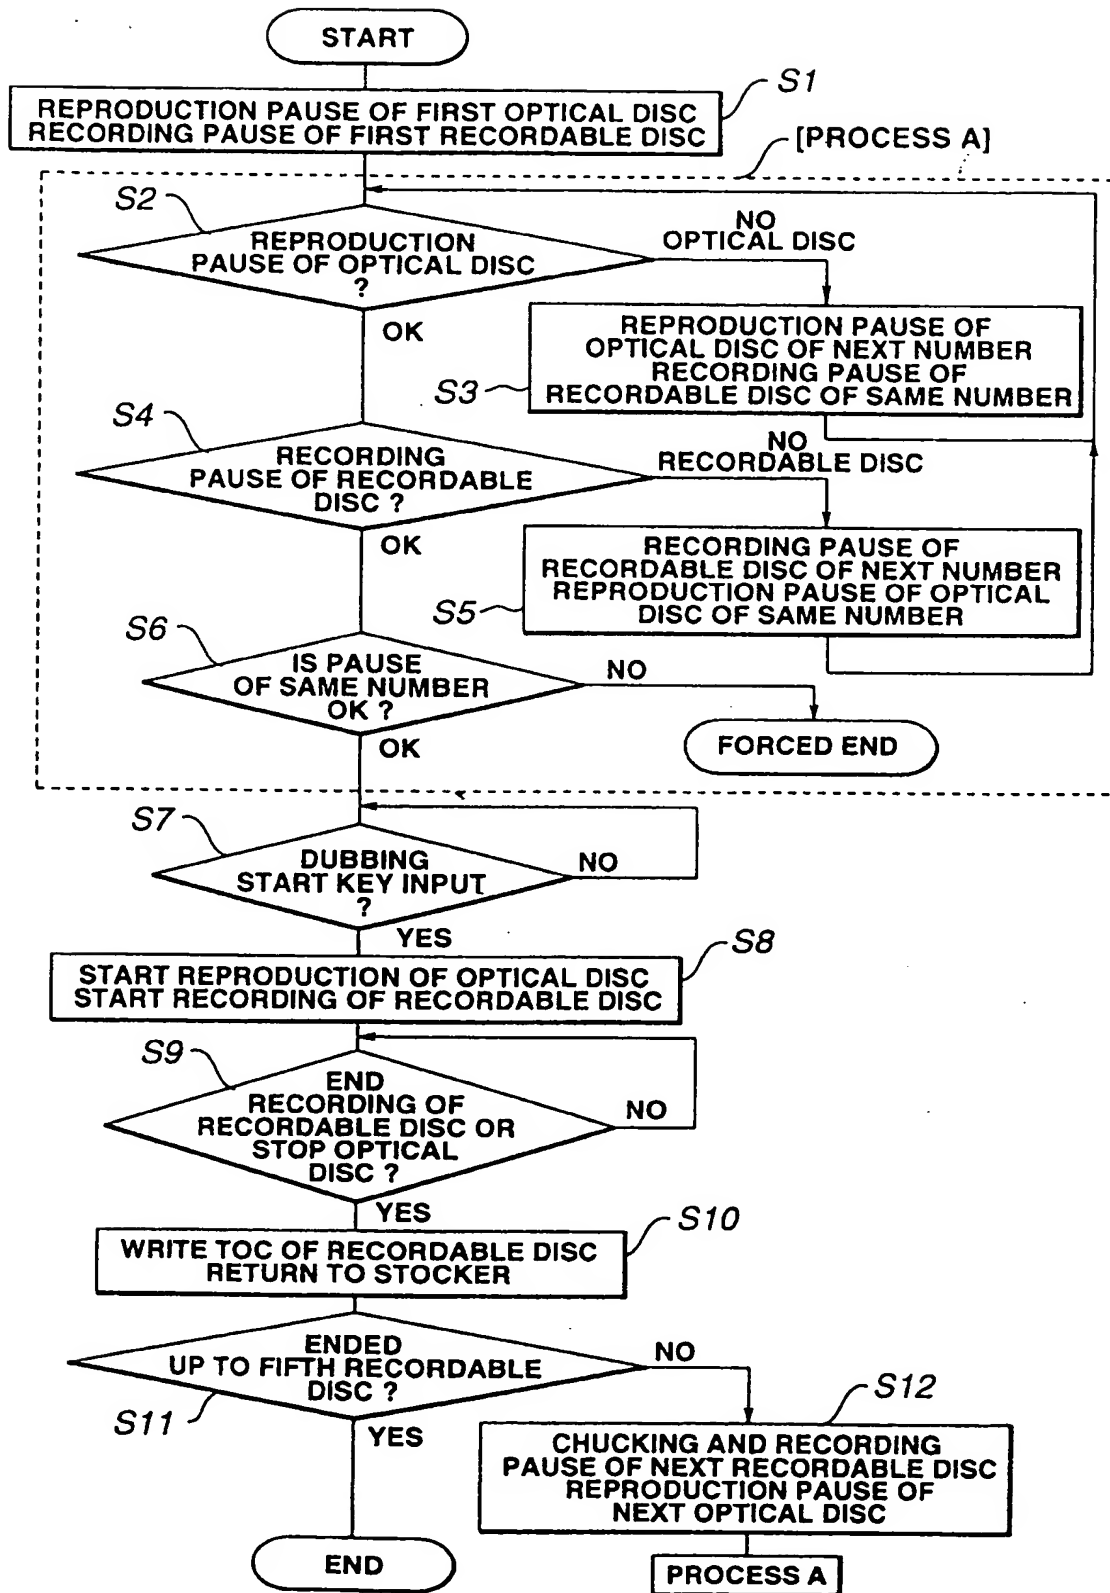 START
S1
REPRODUCTION PAUSE OF FIRST OPTICAL DISC
RECORDING PAUSE OF FIRST RECORDABLE DISC
[PROCESS A]
S2
REPRODUCTION
PAUSE OF OPTICAL DISC
?
NO
OPTICAL DISC
OK
REPRODUCTION PAUSE OF
OPTICAL DISC OF NEXT NUMBER
RECORDING PAUSE OF
RECORDABLE DISC OF SAME NUMBER
S3
S4
RECORDING
PAUSE OF RECORDABLE
DISC ?
NO
RECORDABLE DISC
OK
RECORDING PAUSE OF
RECORDABLE DISC OF NEXT NUMBER
REPRODUCTION PAUSE OF OPTICAL
DISC OF SAME NUMBER
S5
S6
IS PAUSE
OF SAME NUMBER
OK ?
NO
OK
FORCED END
S7
DUBBING
START KEY INPUT
?
NO
YES
S8
START REPRODUCTION OF OPTICAL DISC
START RECORDING OF RECORDABLE DISC
S9
END
RECORDING OF
RECORDABLE DISC OR
STOP OPTICAL
DISC ?
NO
YES
S10
WRITE TOC OF RECORDABLE DISC
RETURN TO STOCKER
ENDED
UP TO FIFTH RECORDABLE
DISC ?
NO
S11
YES
S12
CHUCKING AND RECORDING
PAUSE OF NEXT RECORDABLE DISC
REPRODUCTION PAUSE OF
NEXT OPTICAL DISC
END
PROCESS A